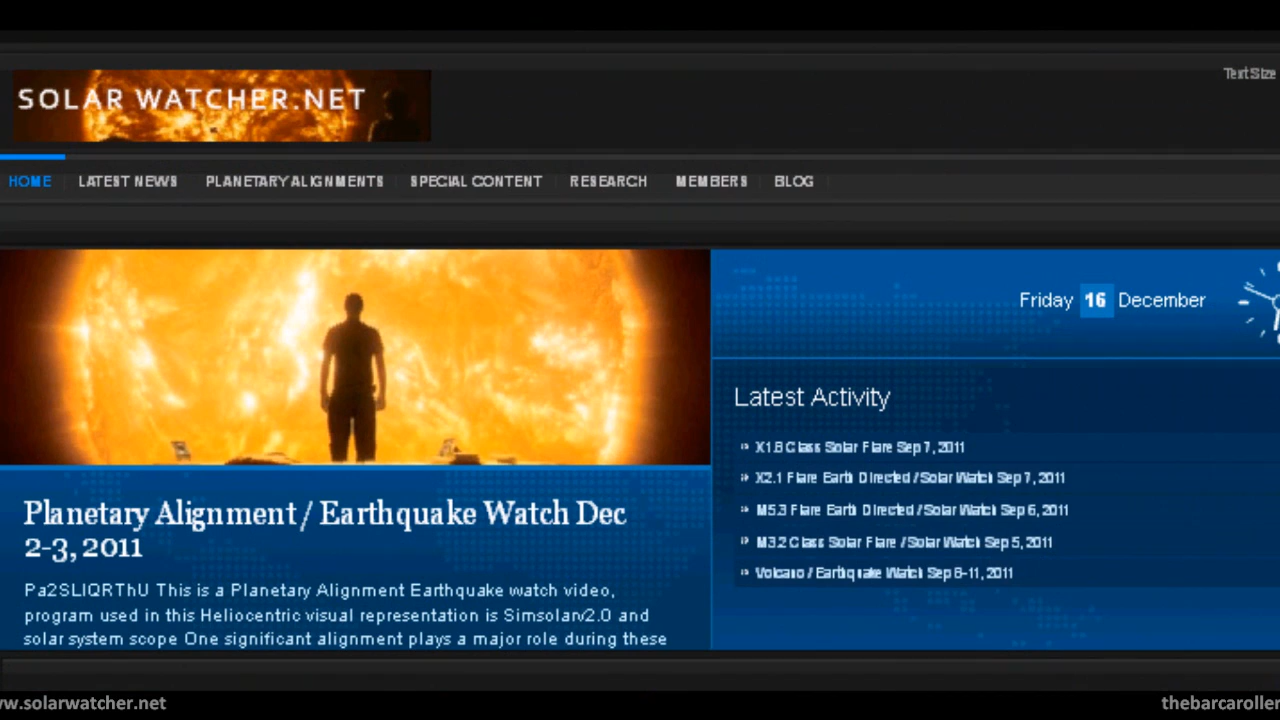 Text Size
SOLAR WATCHER.NET
HOME LATEST NEWS PLANETARY ALIGNMENTS SPECIAL CONTENT RESEARCH MEMBERS BLOG
Friday 16 December
Latest Activity
» X1.8 Class Solar Flare Sep 7, 2011
» X2.1 Flare Earth Directed / Solar Watch Sep 7, 2011
» M5.3 Flare Earth Directed / Solar Watch Sep 6, 2011
» M3.2 Class Solar Flare / Solar Watch Sep 5, 2011
» Volcano / Earthquake Watch Sep 8-11, 2011
Planetary Alignment / Earthquake Watch Dec
2-3, 2011
Pa2SLIQRThU This is a Planetary Alignment Earthquake watch video,
program used in this Heliocentric visual representation is Simsolarv2.0 and
solar system scope One significant alignment plays a major role during these
w.solarwatcher.net
thebarcaroller